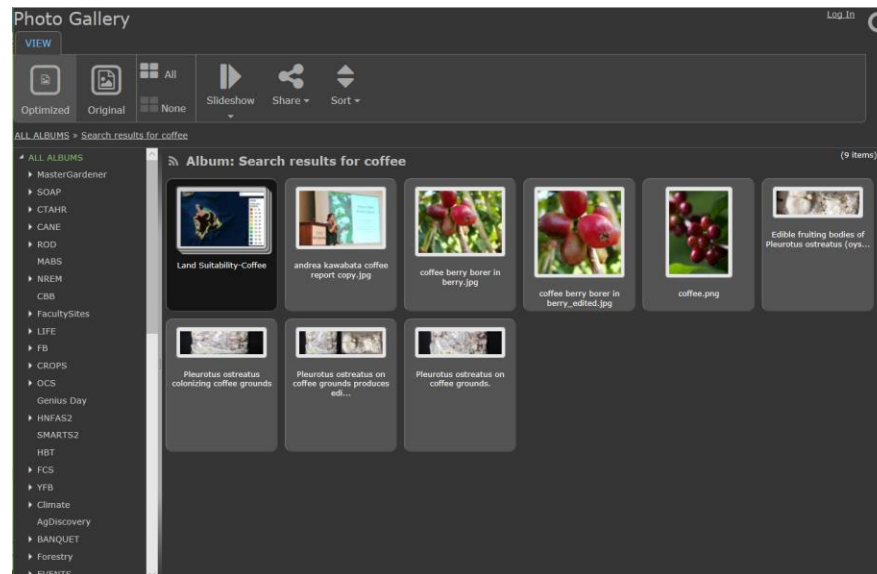 Photo Gallery
Log In
VIEW
Optimized
Original
All
None
Slideshow
Share
Sort
ALL ALBUMS » Search results for coffee
ALL ALBUMS
MasterGardener
SOAP
CTAHR
CANE
ROD
MABS
NREM
CBB
FacultySites
LIFE
FB
CROPS
OCS
Genius Day
HNFAS2
SMARTS2
HBT
FCS
YFB
Climate
AgDiscovery
BANQUET
Forestry
EVENTS
Album: Search results for coffee
(9 items)
Land Suitability-Coffee
andrea kawabata coffee
report copy.jpg
coffee berry borer in
berry.jpg
coffee berry borer in
berry_edited.jpg
coffee.png
Edible fruiting bodies of
Pleurotus ostreatus (oys...
Pleurotus ostreatus
colonizing coffee grounds
Pleurotus ostreatus on
coffee grounds produces
edi...
Pleurotus ostreatus on
coffee grounds.